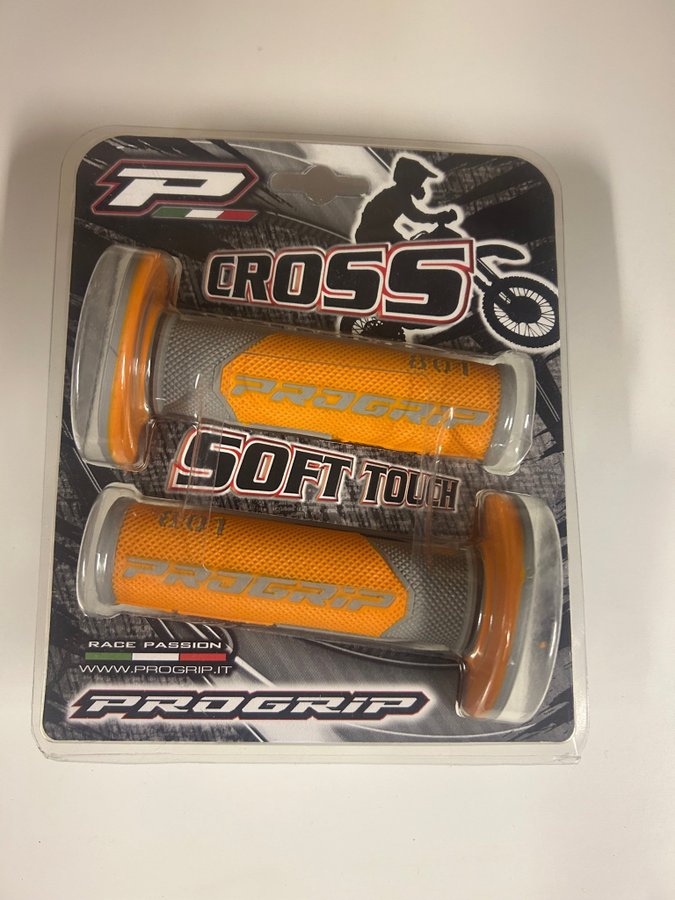 P
CROSS
801
PROGRIP
SOFT TOUCH
801
PROGRIP
RACE PASSION
WWW.PROGRIP.IT
PROGRIP